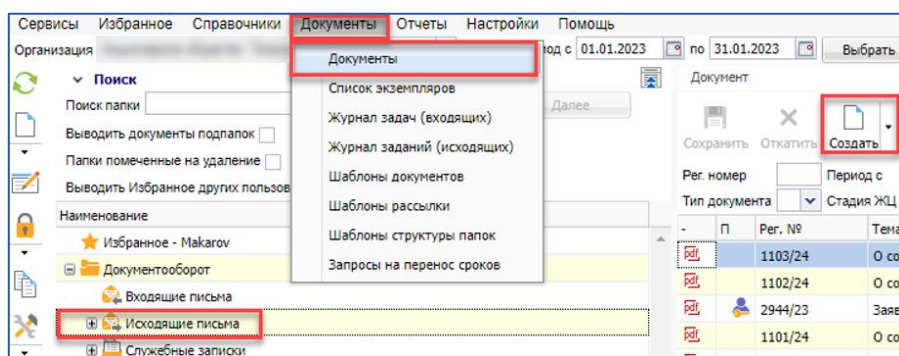 Сервисы Избранное Справочники Документы Отчеты Настройки Помощь
Организация од с 01.01.2023 по 31.01.2023 Выбрать
Документы
Список экземпляров
Журнал задач (входящих)
Журнал заданий (исходящих)
Шаблоны документов
Шаблоны рассылки
Шаблоны структуры папок
Запросы на перенос сроков
Поиск
Поиск папки Далее
Выводить документы подпапок
Папки помеченные на удаление
Выводить Избранное других пользов
Наименование
Избранное - Makarov
Документооборот
Входящие письма
Исходящие письма
Служебные записки
Документ
Сохранить Откатить Создать
Рег. номер Период с
Тип документа Стадия ЖЦ
- П Рег. № Тема
pdf 1103/24 О со
pdf 1102/24 О со
pdf 2944/23 Заяв
pdf 1101/24 О со